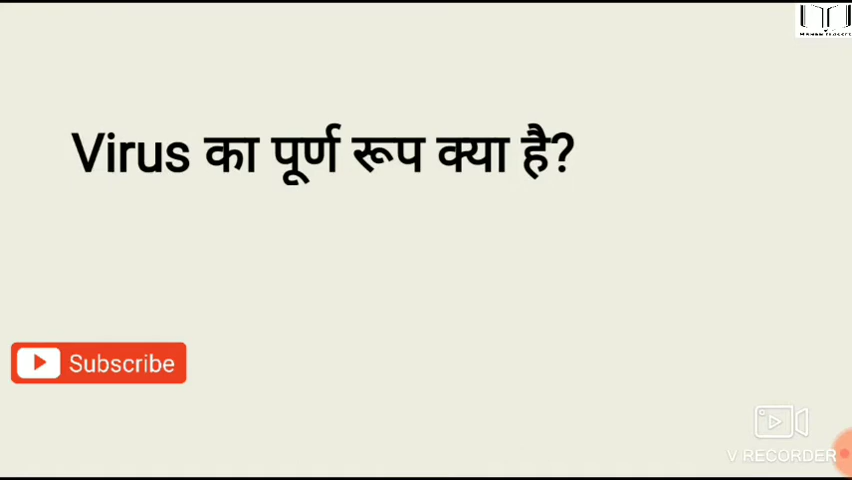 Virus का पूर्ण रूप क्या है?
Subscribe
V RECORDER